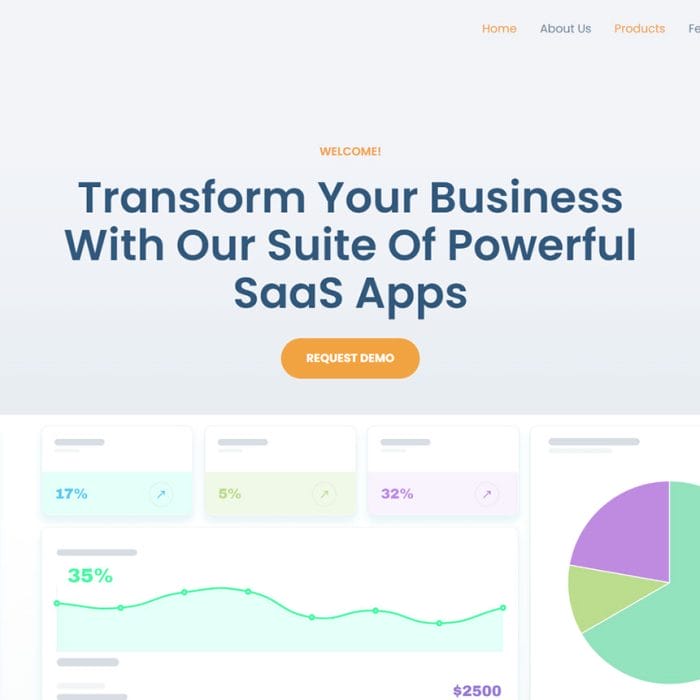 Home About Us Products Fe
WELCOME!
Transform Your Business
With Our Suite Of Powerful
SaaS Apps
REQUEST DEMO
17% 5% 32%
35%
$2500